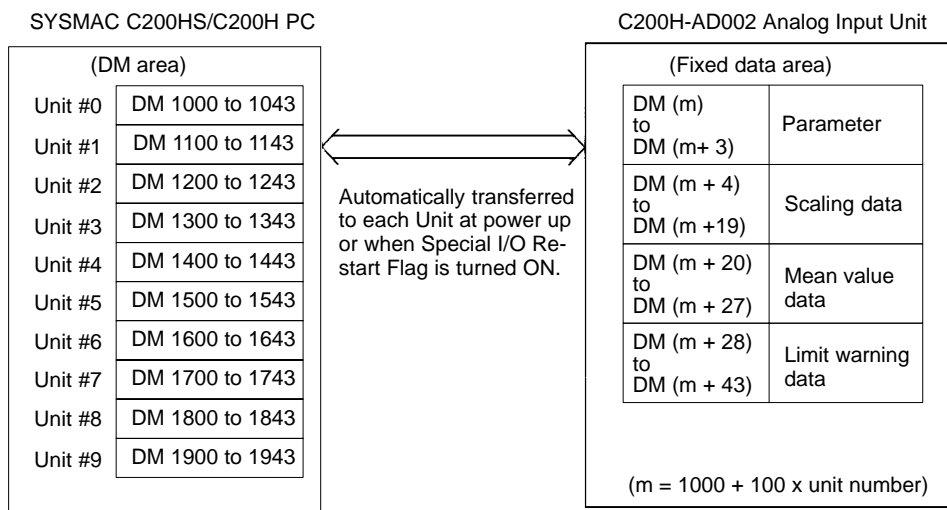 SYSMAC C200HS/C200H PC
(DM area)
Unit #0 DM 1000 to 1043
Unit #1 DM 1100 to 1143
Unit #2 DM 1200 to 1243
Unit #3 DM 1300 to 1343
Unit #4 DM 1400 to 1443
Unit #5 DM 1500 to 1543
Unit #6 DM 1600 to 1643
Unit #7 DM 1700 to 1743
Unit #8 DM 1800 to 1843
Unit #9 DM 1900 to 1943
Automatically transferred
to each Unit at power up
or when Special I/O Re-
start Flag is turned ON.
C200H-AD002 Analog Input Unit
(Fixed data area)
DM (m)
to
DM (m+ 3)
Parameter
DM (m + 4)
to
DM (m +19)
Scaling data
DM (m + 20)
to
DM (m + 27)
Mean value
data
DM (m + 28)
to
DM (m + 43)
Limit warning
data
(m = 1000 + 100 x unit number)